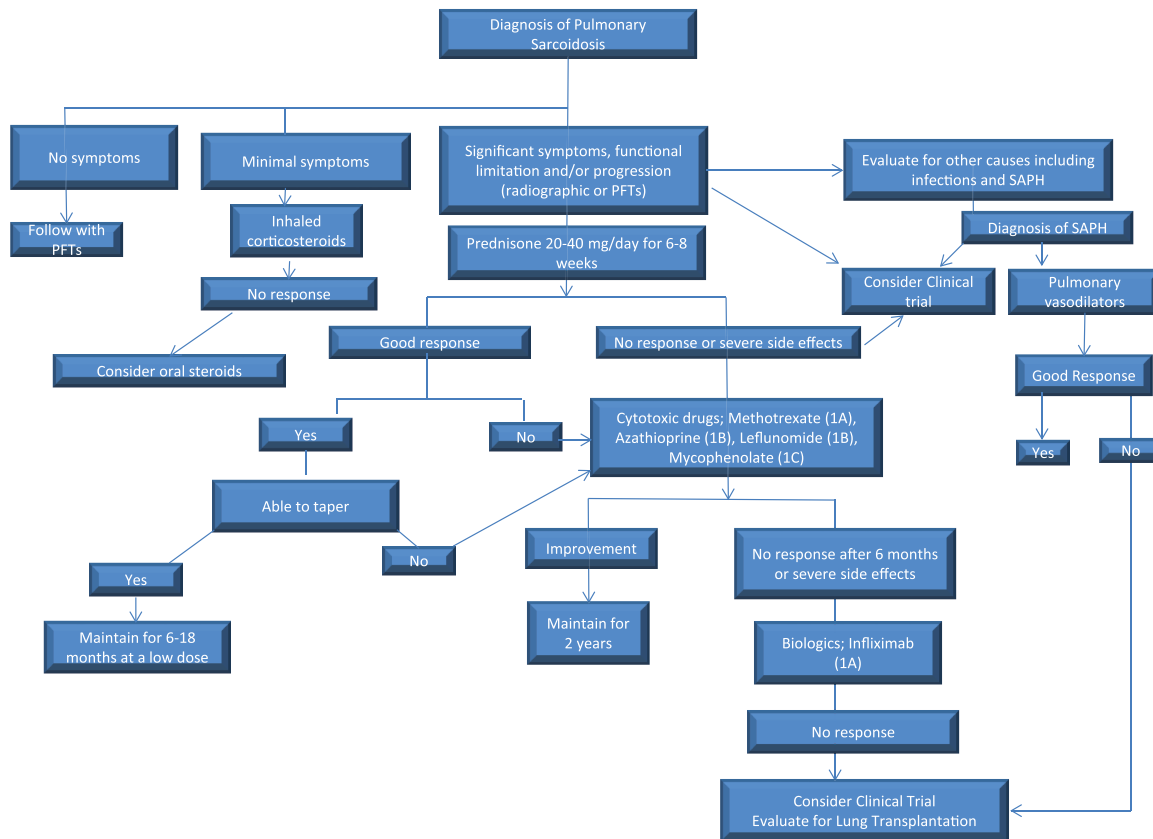 Diagnosis of Pulmonary
Sarcoidosis
No symptoms
Minimal symptoms
Significant symptoms, functional
limitation and/or progression
(radiographic or PFTs)
Evaluate for other causes including
infections and SAPH
Follow with
PFTs
Inhaled
corticosteroids
Prednisone 20-40 mg/day for 6-8
weeks
Diagnosis of SAPH
No response
Consider Clinical
trial
Pulmonary
vasodilators
Consider oral steroids
Good response
No response or severe side effects
Good Response
Yes
No
Cytotoxic drugs; Methotrexate (1A),
Azathioprine (1B), Leflunomide (1B),
Mycophenolate (1C)
Yes
No
Able to taper
Yes
No
Improvement
No response after 6 months
or severe side effects
Maintain for 6-18
months at a low dose
Maintain for
2 years
Biologics; Infliximab
(1A)
No response
Consider Clinical Trial
Evaluate for Lung Transplantation